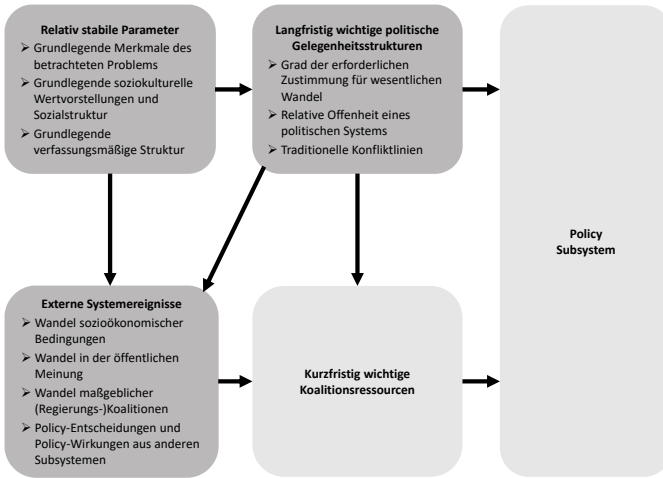 Relativ stabile Parameter
➢ Grundlegende Merkmale des
betrachteten Problems
➢ Grundlegende soziokulturelle
Wertvorstellungen und
Sozialstruktur
➢ Grundlegende
verfassungsmäßige Struktur
Langfristig wichtige politische
Gelegenheitsstrukturen
➢ Grad der erforderlichen
Zustimmung für wesentlichen
Wandel
➢ Relative Offenheit eines
politischen Systems
➢ Traditionelle Konfliktlinien
Policy
Subsystem
Externe Systemereignisse
➢ Wandel sozioökonomischer
Bedingungen
➢ Wandel in der öffentlichen
Meinung
➢ Wandel maßgeblicher
(Regierungs-)Koalitionen
➢ Policy-Entscheidungen und
Policy-Wirkungen aus anderen
Subsystemen
Kurzfristig wichtige
Koalitionsressourcen